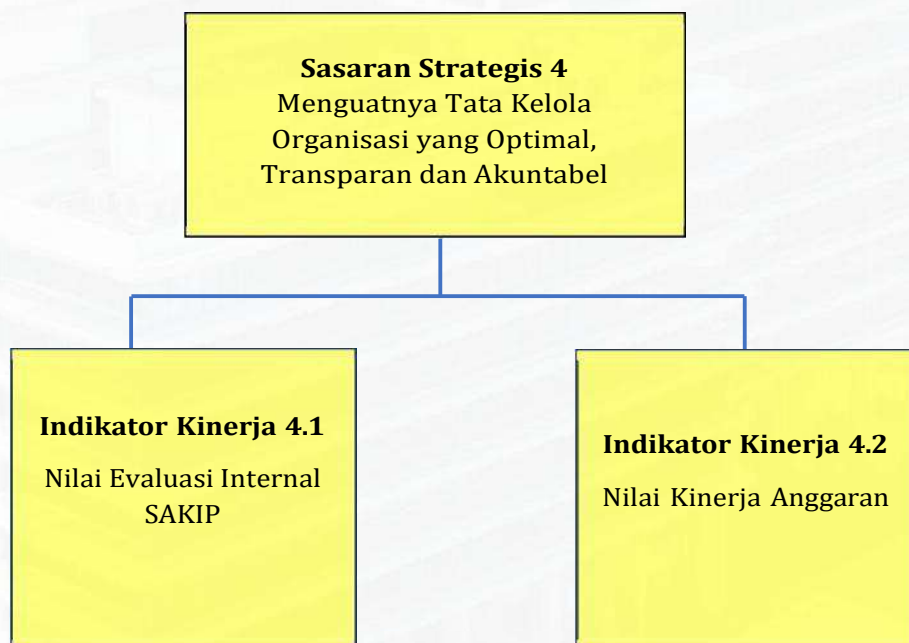 Sasaran Strategis 4
Menguatnya Tata Kelola
Organisasi yang Optimal,
Transparan dan Akuntabel
Indikator Kinerja 4.1
Nilai Evaluasi Internal
SAKIP
Indikator Kinerja 4.2
Nilai Kinerja Anggaran